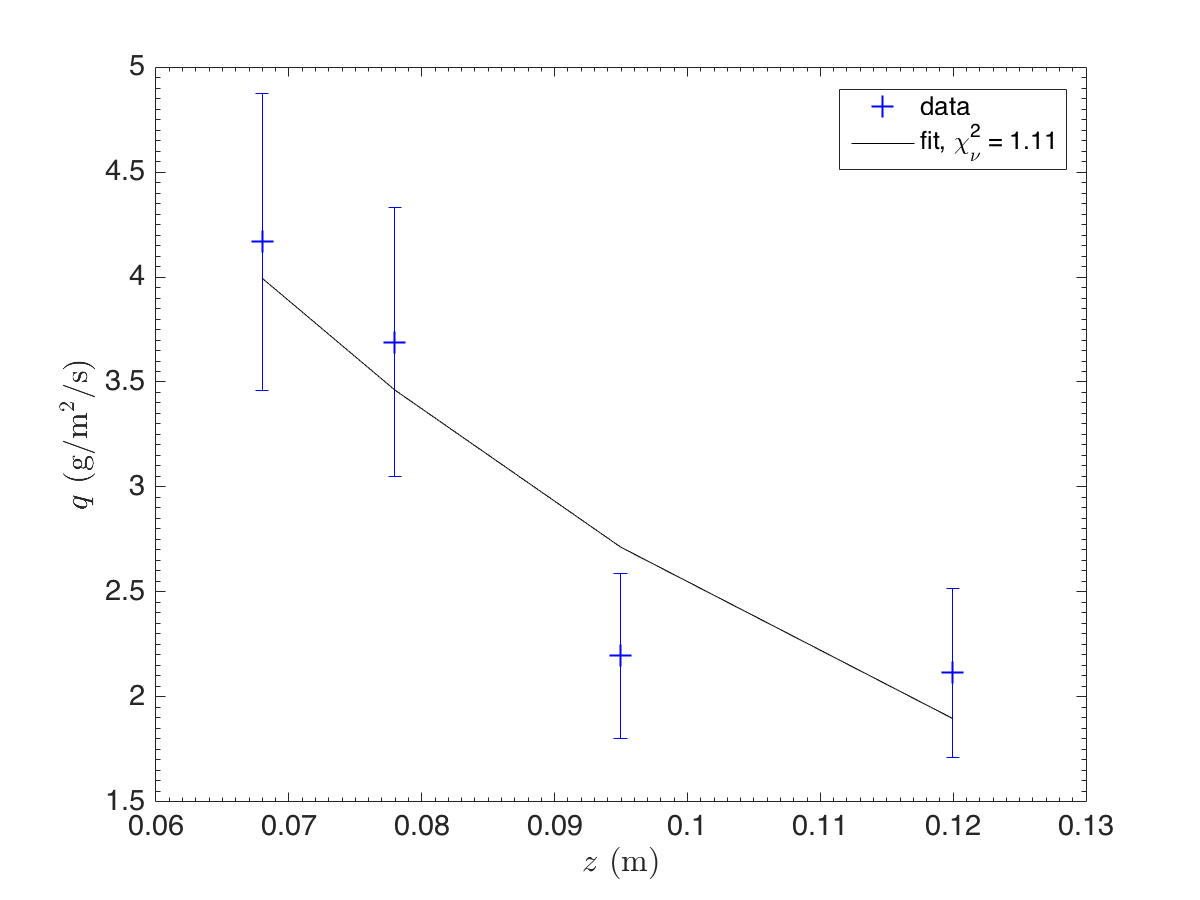 5
4.5
4
3.5
3
2.5
2
1.5
0.06 0.07 0.08 0.09 0.1 0.11 0.12 0.13
z (m)
q (g/m²/s)
data
fit, χ²ᵥ = 1.11